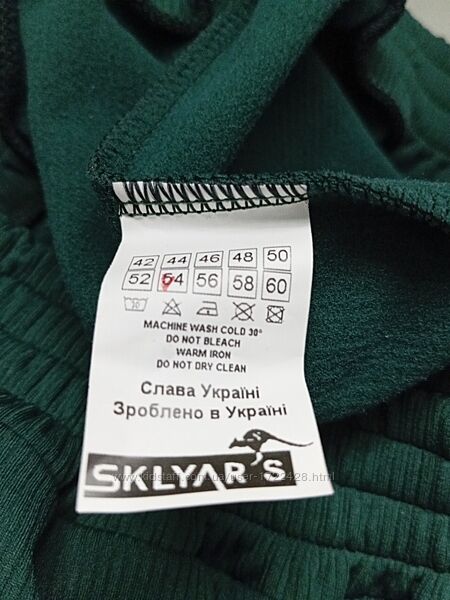 42 44 46 48 50
52 54 56 58 60
30
MACHINE WASH COLD 30°
DO NOT BLEACH
WARM IRON
DO NOT DRY CLEAN
Слава Україні
Зроблено в Україні
SKLYAR'S